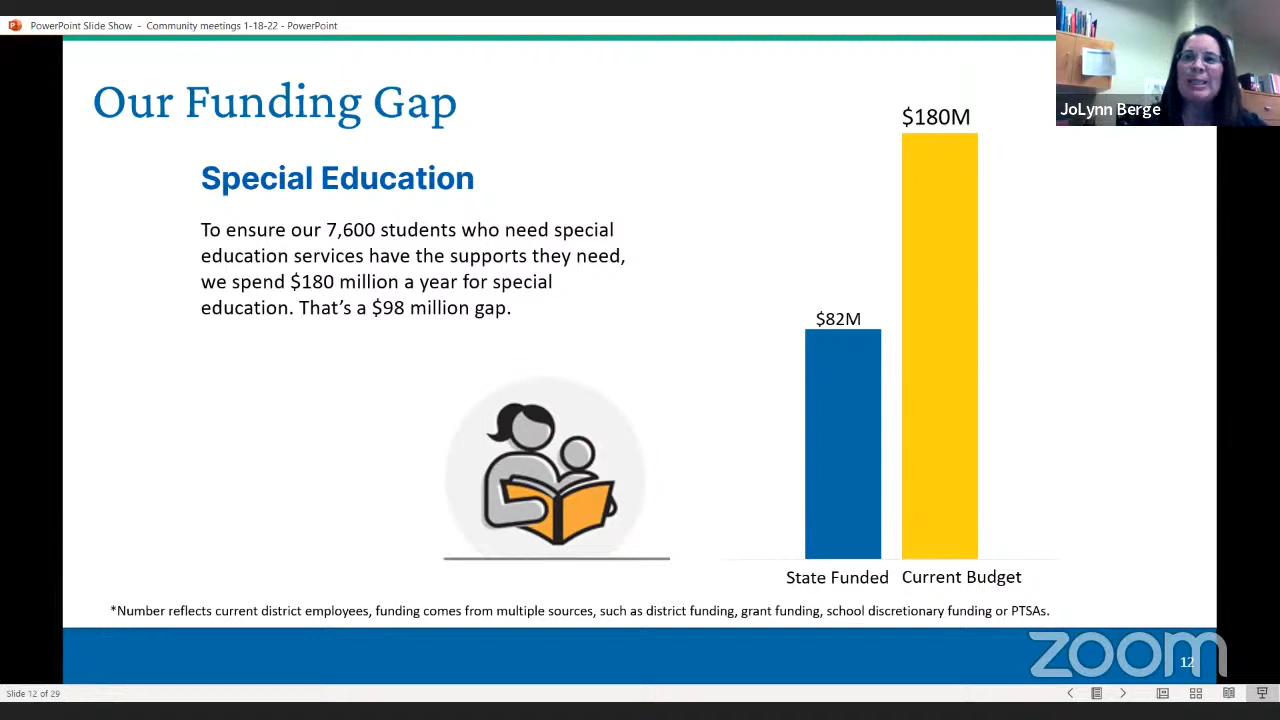 PowerPoint Slide Show - Community meetings 1-18-22 - PowerPoint
JoLynn Berge
Our Funding Gap
Special Education
To ensure our 7,600 students who need special
education services have the supports they need,
we spend $180 million a year for special
education. That’s a $98 million gap.
$180M
$82M
State Funded
Current Budget
*Number reflects current district employees, funding comes from multiple sources, such as district funding, grant funding, school discretionary funding or PTSAs.
zoom
12
Slide 12 of 29